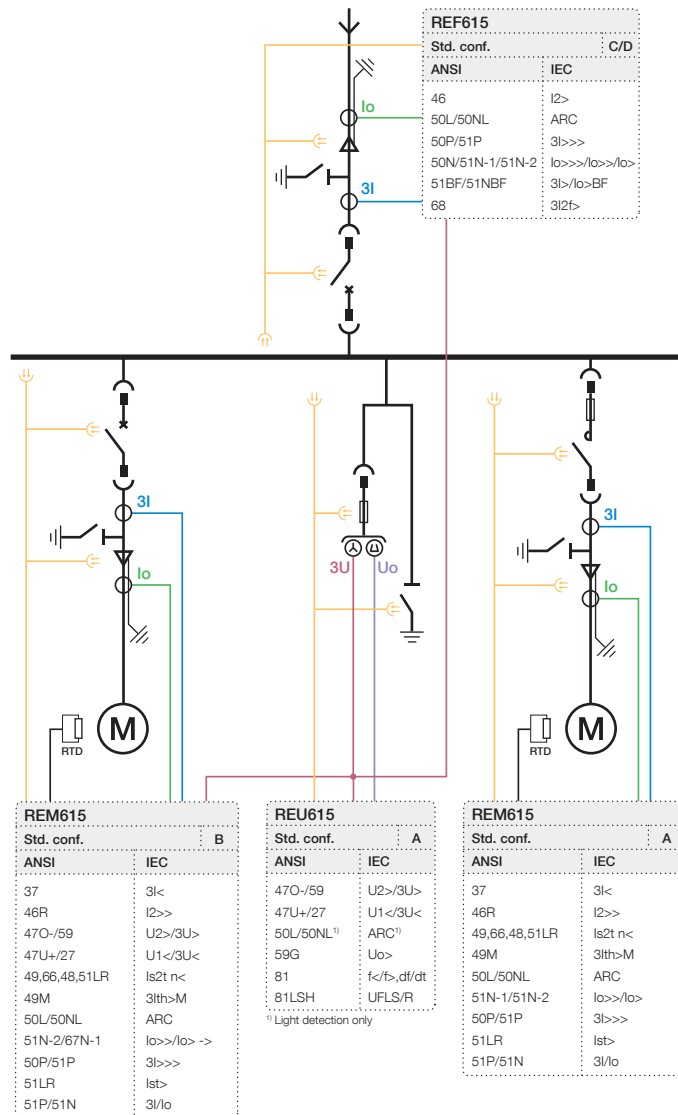 REF615
Std. conf. C/D
ANSI IEC
46 I2>
50L/50NL ARC
50P/51P 3I>>>
50N/51N-1/51N-2 Io>>>/Io>>/Io>
51BF/51NBF 3I>/Io>BF
68 3I2f>
Io
3I
3I
Io
3U Uo
3I
Io
M
RTD
M
RTD
REM615
Std. conf. B
ANSI IEC
37 3I<
46R I2>>
47O-/59 U2>/3U>
47U+/27 U1</3U<
49,66,48,51LR Is2t n<
49M 3Ith>M
50L/50NL ARC
51N-2/67N-1 Io>>/Io> ->
50P/51P 3I>>>
51LR Ist>
51P/51N 3I/Io
REU615
Std. conf. A
ANSI IEC
47O-/59 U2>/3U>
47U+/27 U1</3U<
50L/50NL¹⁾ ARC¹⁾
59G Uo>
81 f</f>,df/dt
81LSH UFLS/R
¹⁾ Light detection only
REM615
Std. conf. A
ANSI IEC
37 3I<
46R I2>>
49,66,48,51LR Is2t n<
49M 3Ith>M
50L/50NL ARC
51N-1/51N-2 Io>>/Io>
50P/51P 3I>>>
51LR Ist>
51P/51N 3I/Io